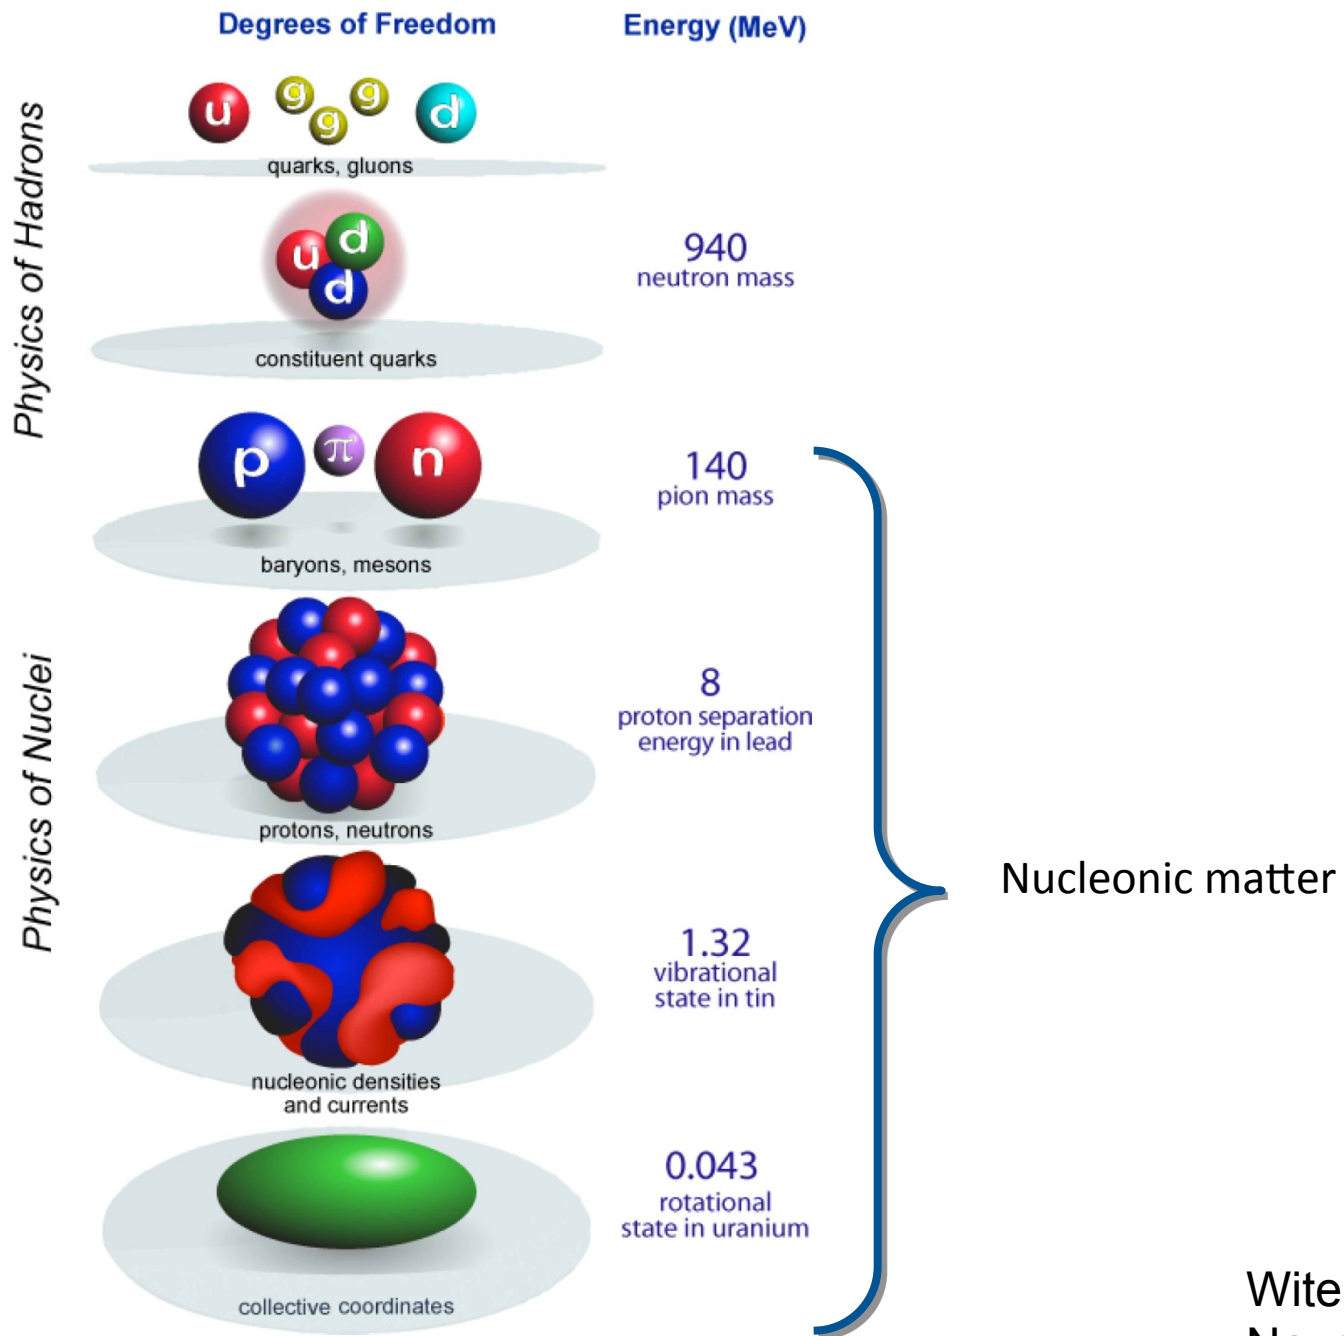 Degrees of Freedom
Energy (MeV)
Physics of Hadrons
u g g g d
quarks, gluons
u d d
940
neutron mass
constituent quarks
p π n
140
pion mass
baryons, mesons
Physics of Nuclei
8
proton separation
energy in lead
protons, neutrons
Nucleonic matter
1.32
vibrational
state in tin
nucleonic densities
and currents
0.043
rotational
state in uranium
collective coordinates
Wite